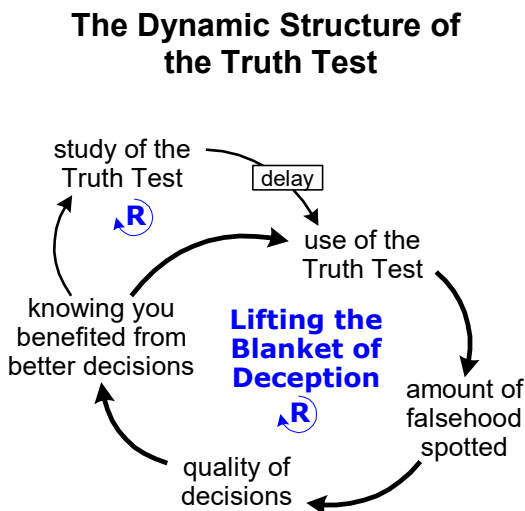 The Dynamic Structure of
the Truth Test
study of the
Truth Test
delay
R
use of the
Truth Test
knowing you
benefited from
better decisions
Lifting the
Blanket of
Deception
R
amount of
falsehood
spotted
quality of
decisions